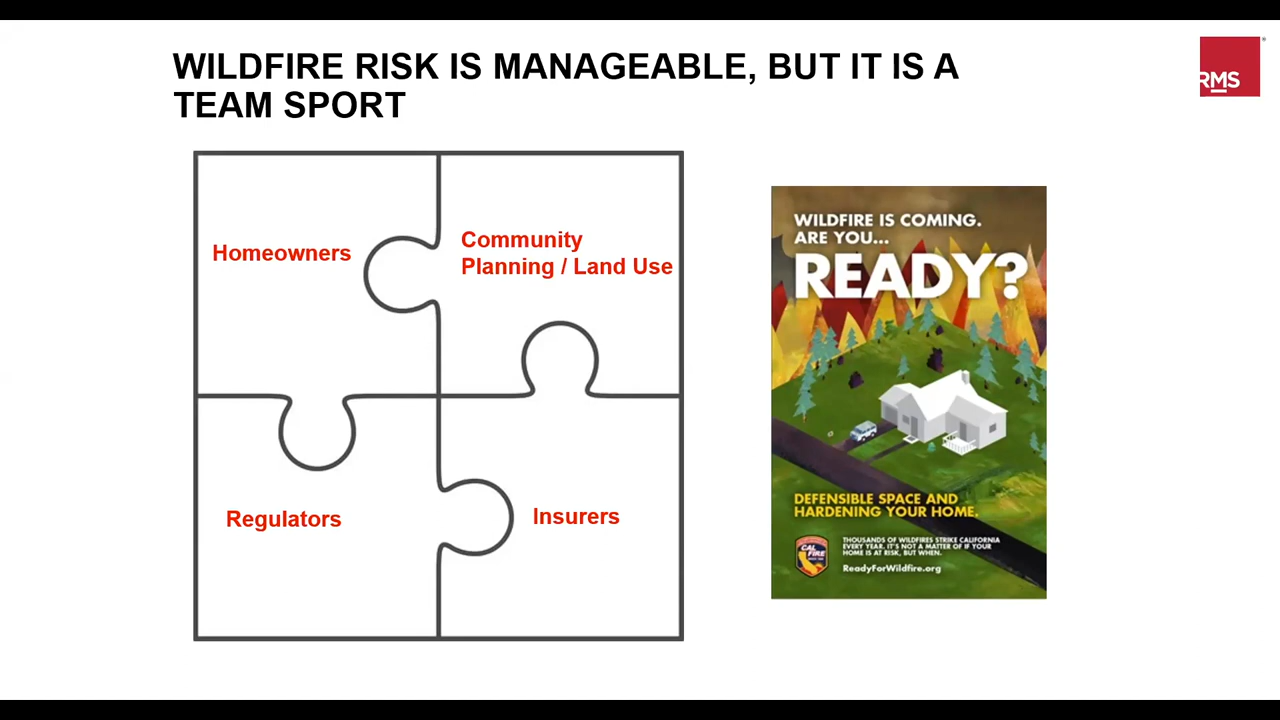 WILDFIRE RISK IS MANAGEABLE, BUT IT IS A
TEAM SPORT
RMS
®
Homeowners
Community
Planning / Land Use
Regulators
Insurers
WILDFIRE IS COMING.
ARE YOU...
READY?
DEFENSIBLE SPACE AND
HARDENING YOUR HOME.
CAL
FIRE
THOUSANDS OF WILDFIRES STRIKE CALIFORNIA
EVERY YEAR. IT'S NOT A MATTER OF IF YOUR
HOME IS AT RISK, BUT WHEN.
ReadyForWildfire.org